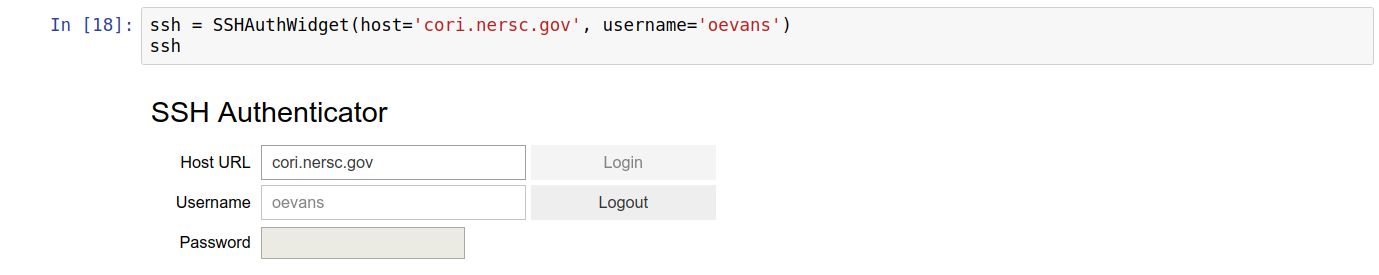 In [18]: ssh = SSHAuthWidget(host='cori.nersc.gov', username='oevans')
ssh
SSH Authenticator
Host URL cori.nersc.gov Login
Username oevans Logout
Password